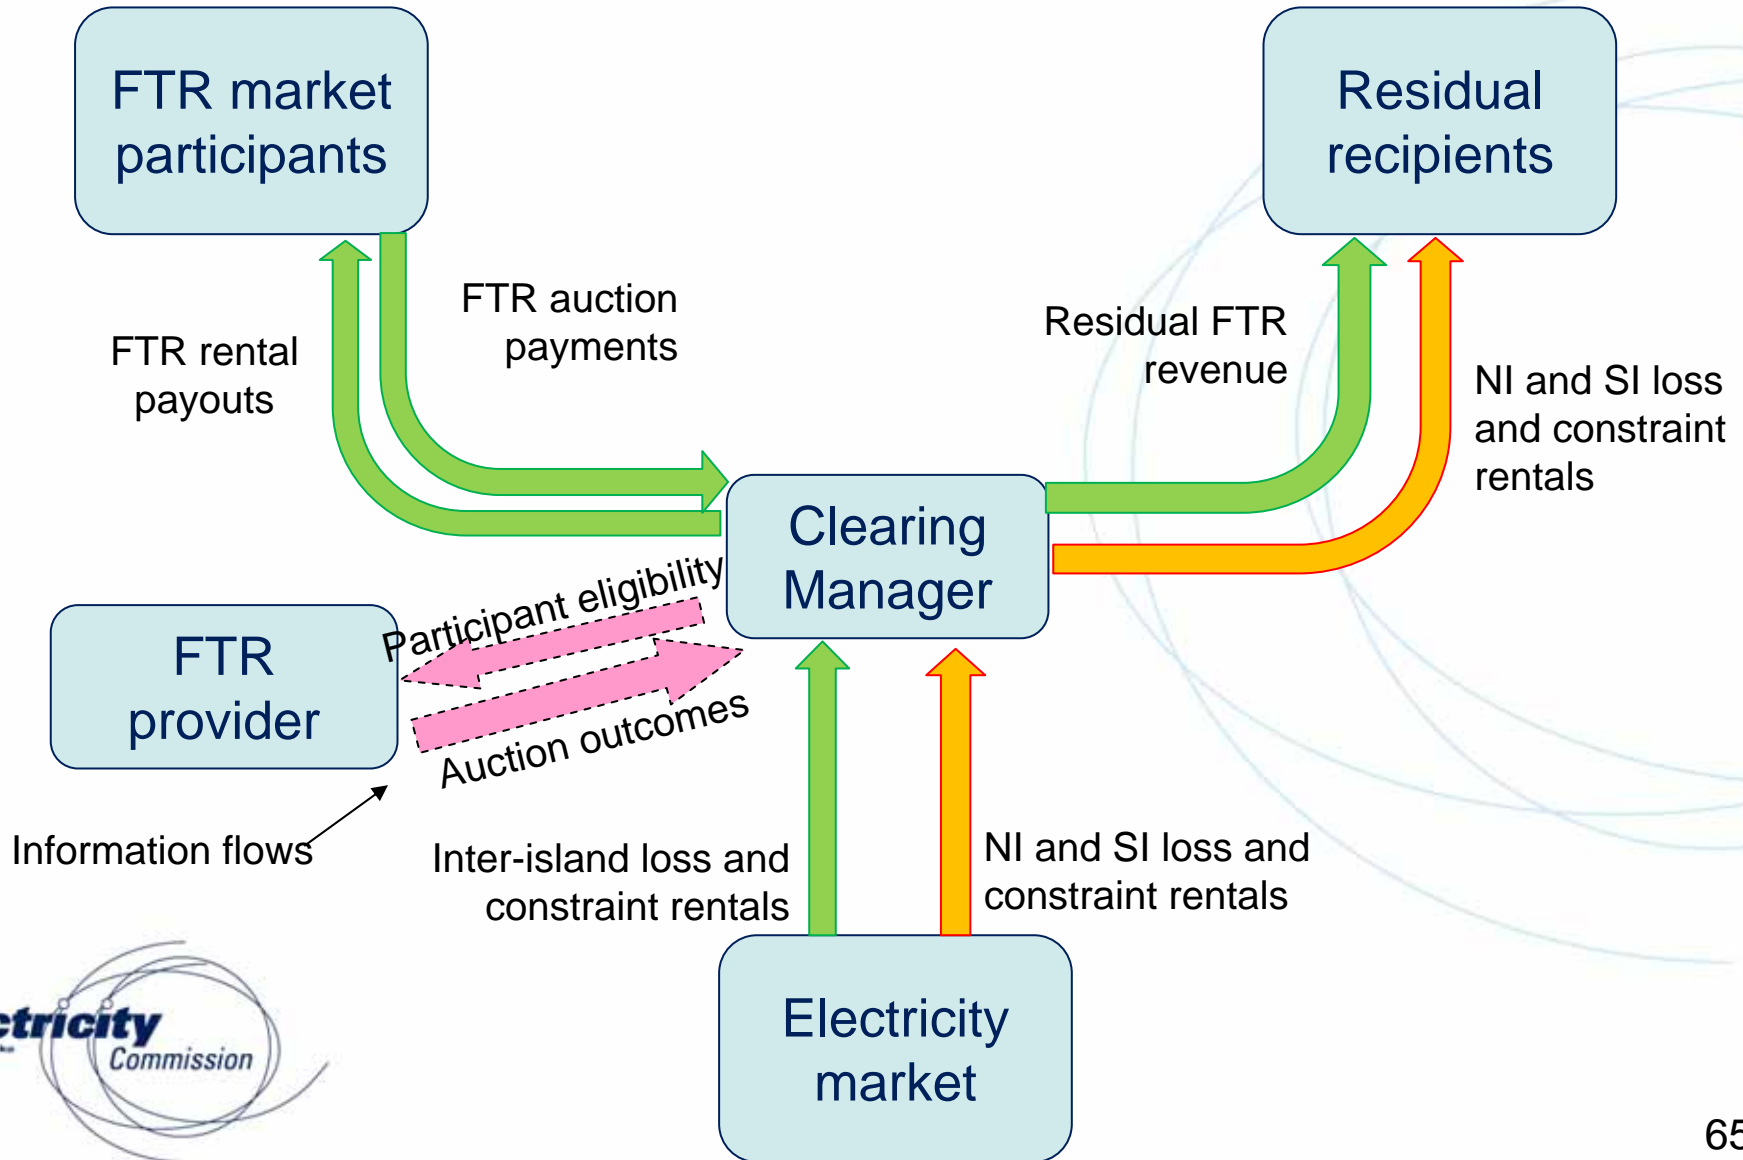 FTR market
participants
Residual
recipients
FTR auction
payments
FTR rental
payouts
Residual FTR
revenue
NI and SI loss
and constraint
rentals
Clearing
Manager
Participant eligibility
FTR
provider
Auction outcomes
Information flows
Inter-island loss and
constraint rentals
NI and SI loss and
constraint rentals
Electricity
market
ctricity
Commission
65